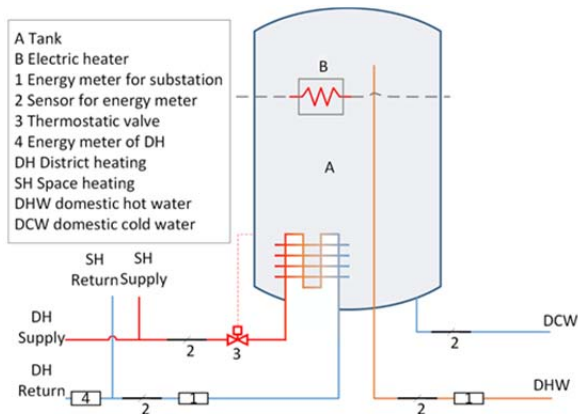 A Tank
B Electric heater
1 Energy meter for substation
2 Sensor for energy meter
3 Thermostatic valve
4 Energy meter of DH
DH District heating
SH Space heating
DHW domestic hot water
DCW domestic cold water
B
A
SH SH
Return Supply
DH
Supply
2
3
DCW
2
DH
Return
4
2
1
2
1
DHW